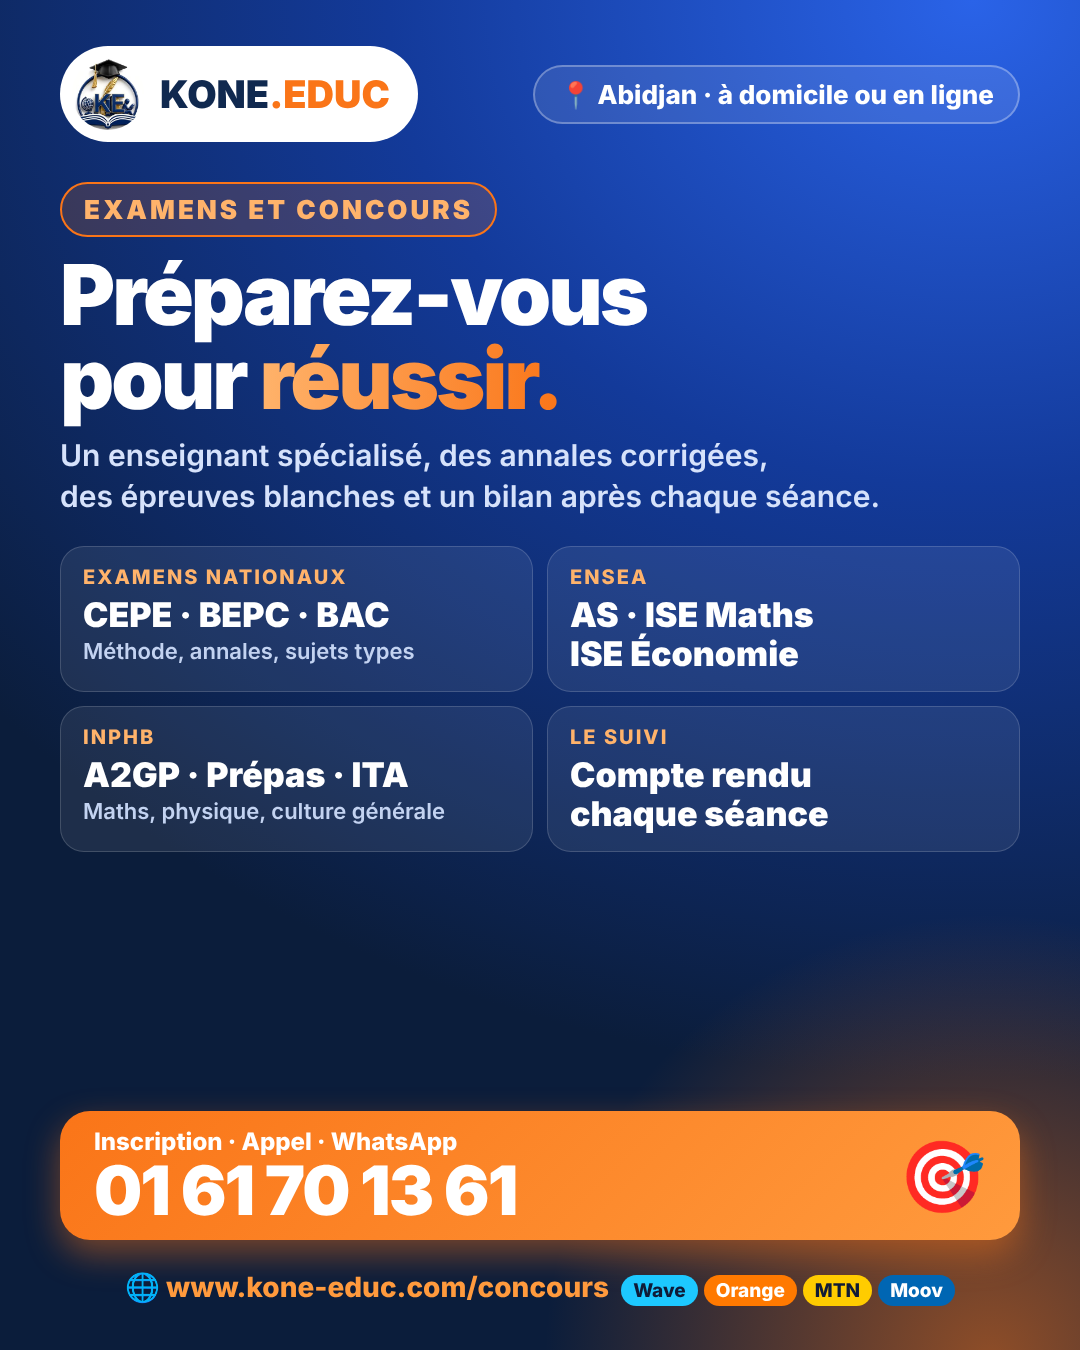 KONE.EDUC
📍 Abidjan · à domicile ou en ligne
EXAMENS ET CONCOURS
Préparez-vous
pour réussir.
Un enseignant spécialisé, des annales corrigées,
des épreuves blanches et un bilan après chaque séance.
EXAMENS NATIONAUX
CEPE · BEPC · BAC
Méthode, annales, sujets types
ENSEA
AS · ISE Maths
ISE Économie
INPHB
A2GP · Prépas · ITA
Maths, physique, culture générale
LE SUIVI
Compte rendu
chaque séance
Inscription · Appel · WhatsApp
01 61 70 13 61
🌐 www.kone-educ.com/concours Wave Orange MTN Moov